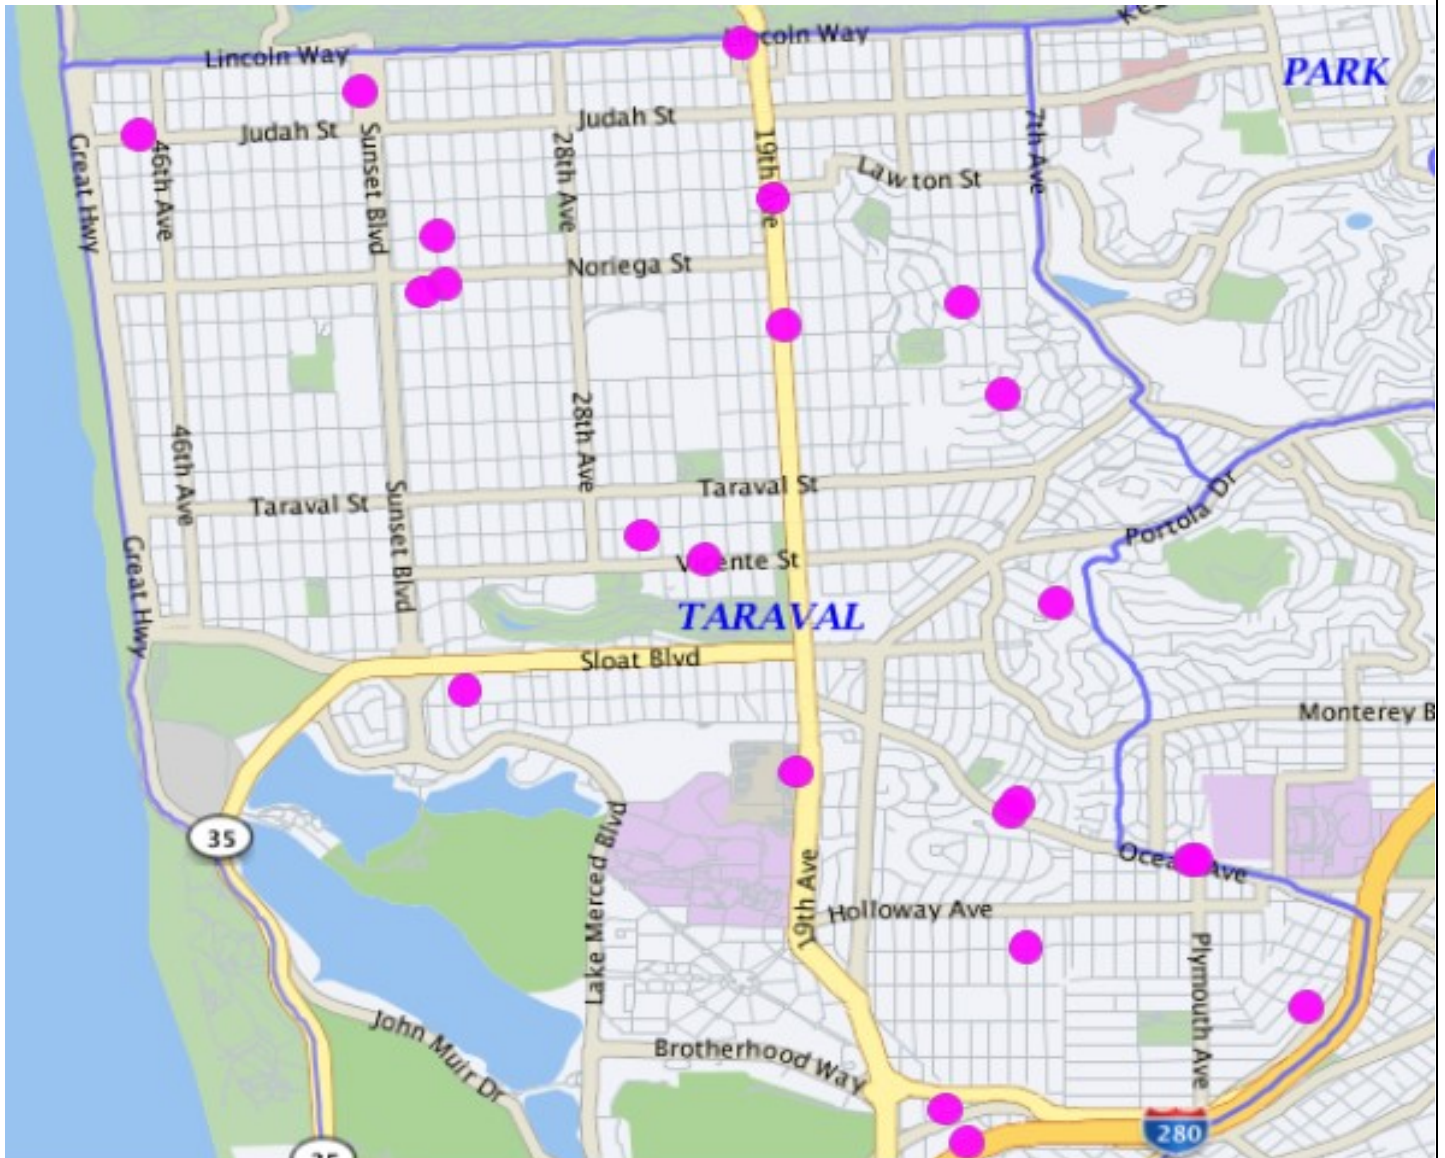 Lincoln Way
coln Way
PARK
Judah St
Judah St
46th Ave
Great Hwy
Sunset Blvd
28th Ave
19th
7th Ave
Lawton St
Noriega St
28th Ave
46th Ave
Taraval St
Taraval St
Sunset Blvd
Portola Dr
Great Hwy
ente St
TARAVAL
Sloat Blvd
Monterey B
35
Lake Merced Blvd
19th Ave
Ocea Ave
Holloway Ave
Plymouth Ave
John Muir Dr
Brotherhood Way
280
35